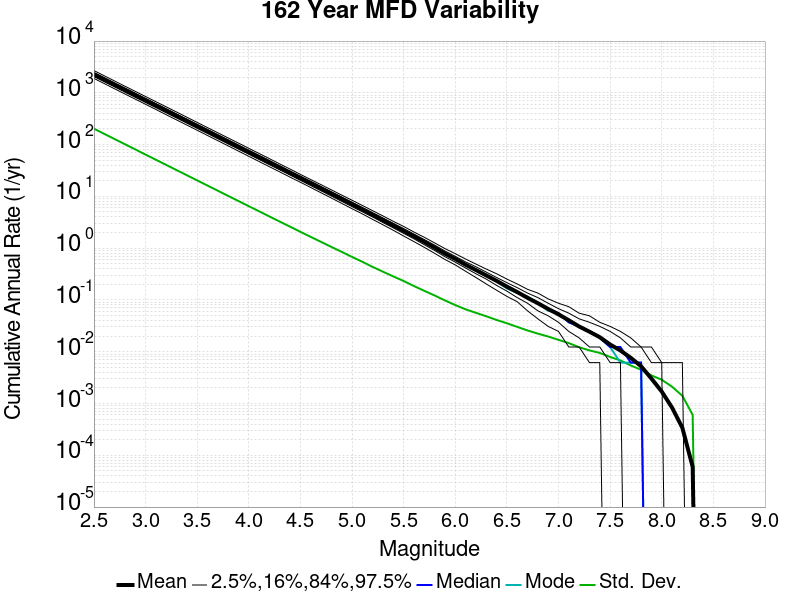 162 Year MFD Variability
10^4
10^3
10^2
10^1
10^0
10^-1
10^-2
10^-3
10^-4
10^-5
Cumulative Annual Rate (1/yr)
2.5 3.0 3.5 4.0 4.5 5.0 5.5 6.0 6.5 7.0 7.5 8.0 8.5 9.0
Magnitude
Mean 2.5%,16%,84%,97.5% Median Mode Std. Dev.